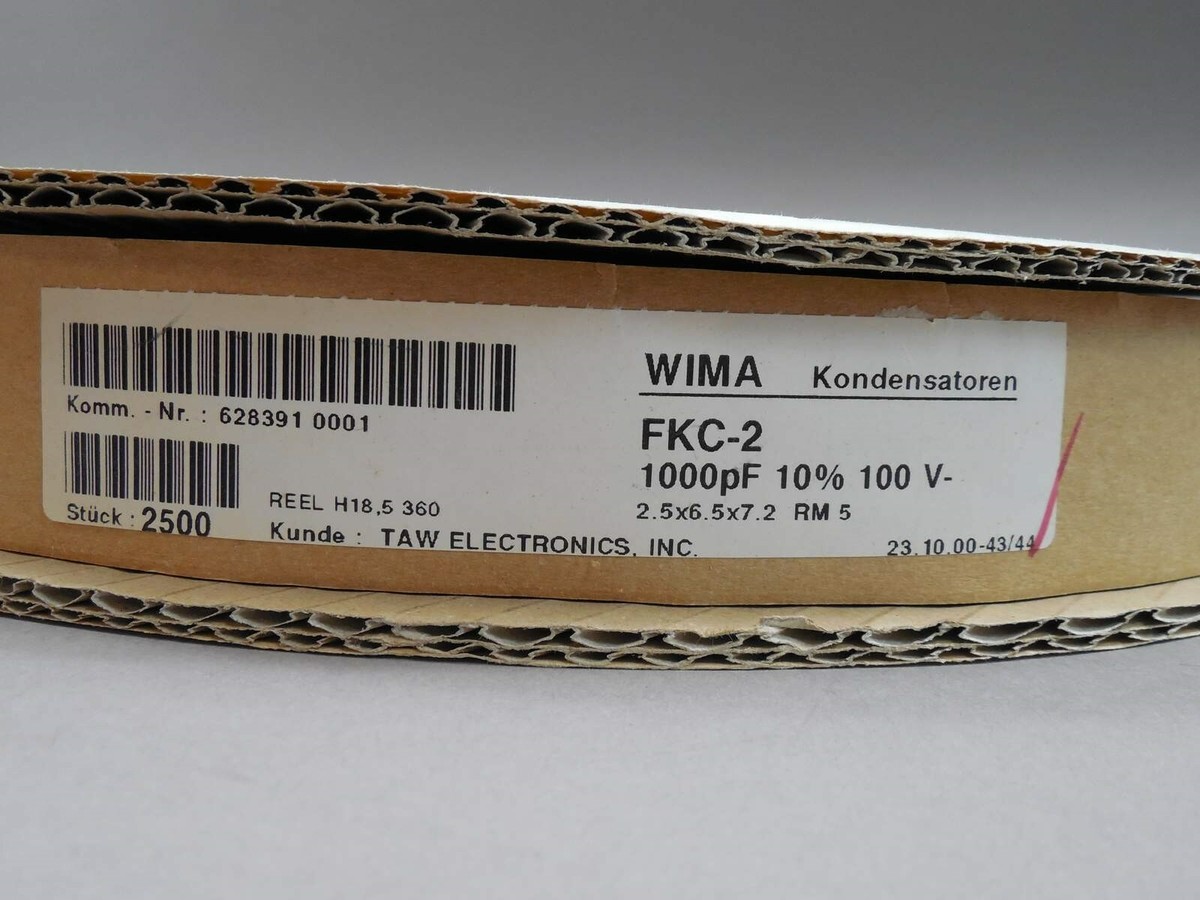 Komm. - Nr. : 628391 0001
Stück : 2500
REEL H18,5 360
Kunde : TAW ELECTRONICS, INC.
WIMA Kondensatoren
FKC-2
1000pF 10% 100 V-
2.5x6.5x7.2 RM 5
23.10.00-43/44